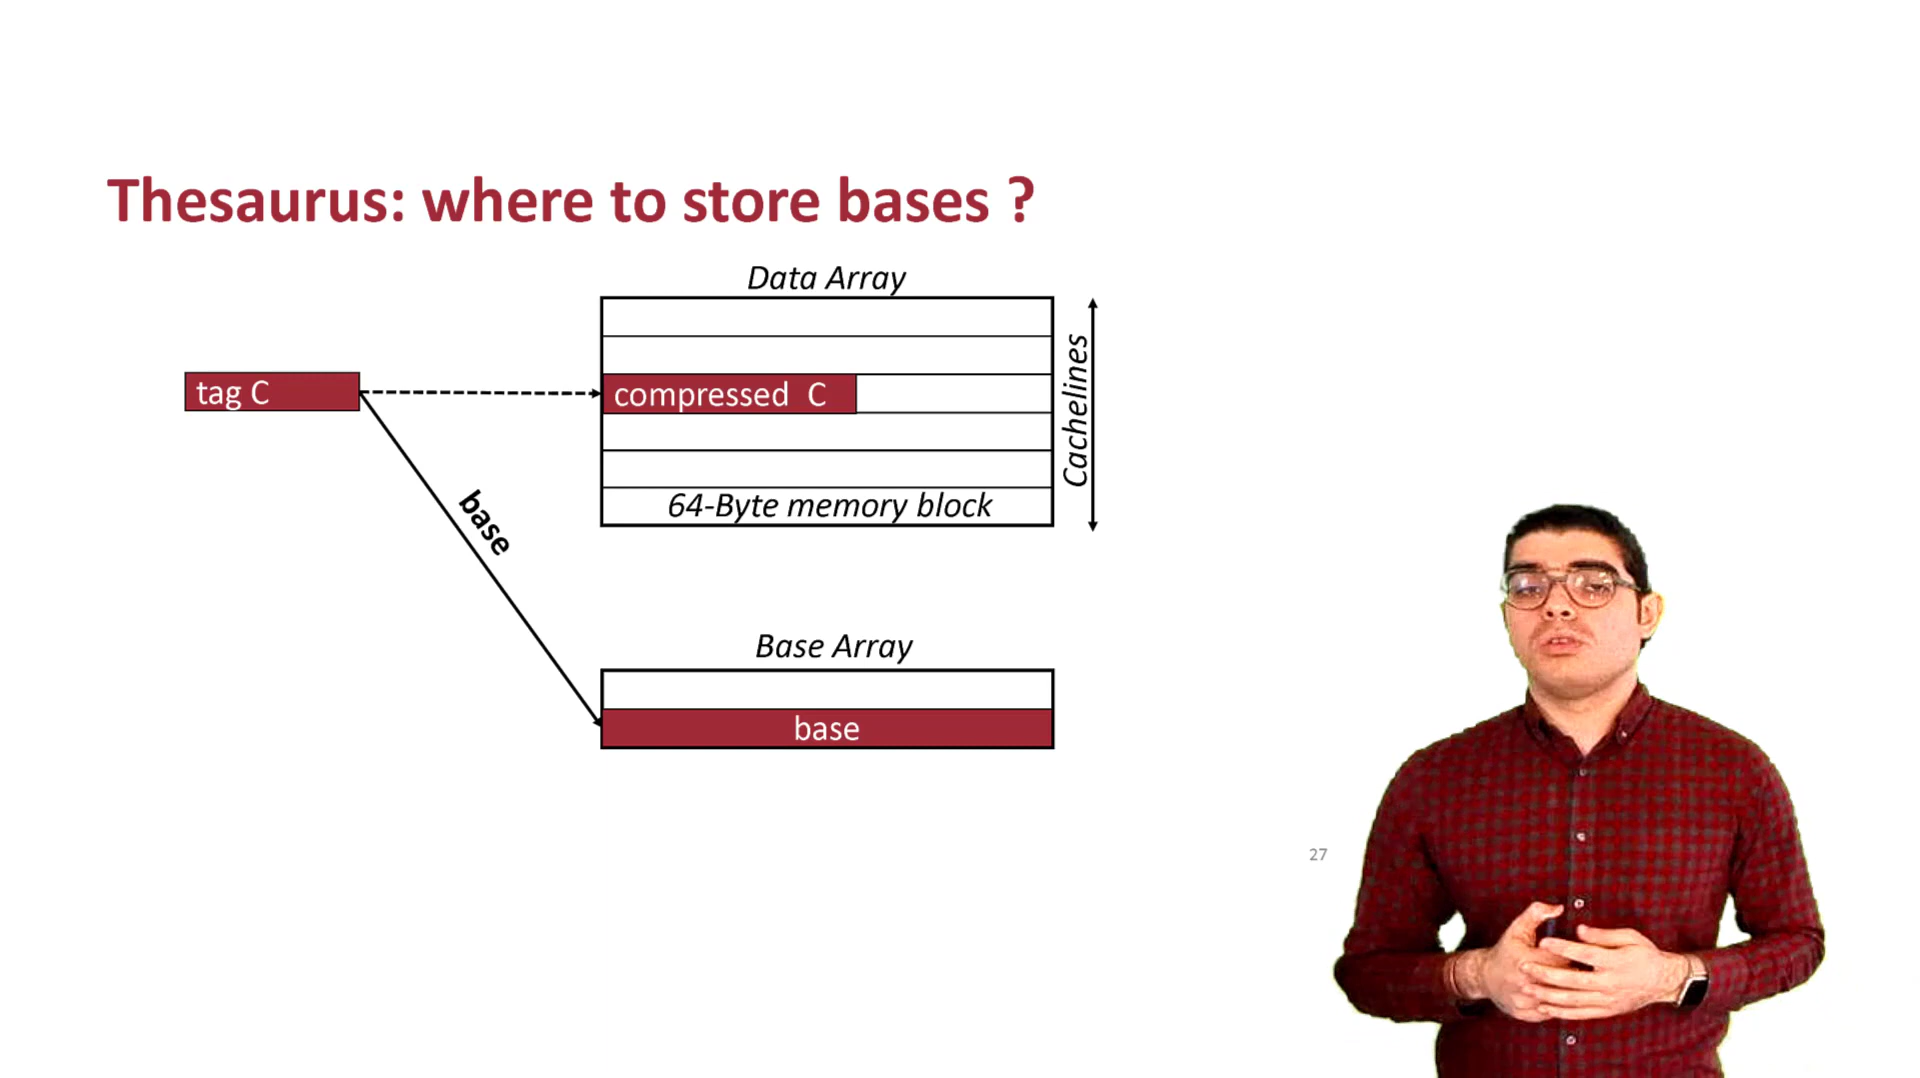 Thesaurus: where to store bases ?
Data Array
tag C
compressed C
Cachelines
64-Byte memory block
base
Base Array
base
27